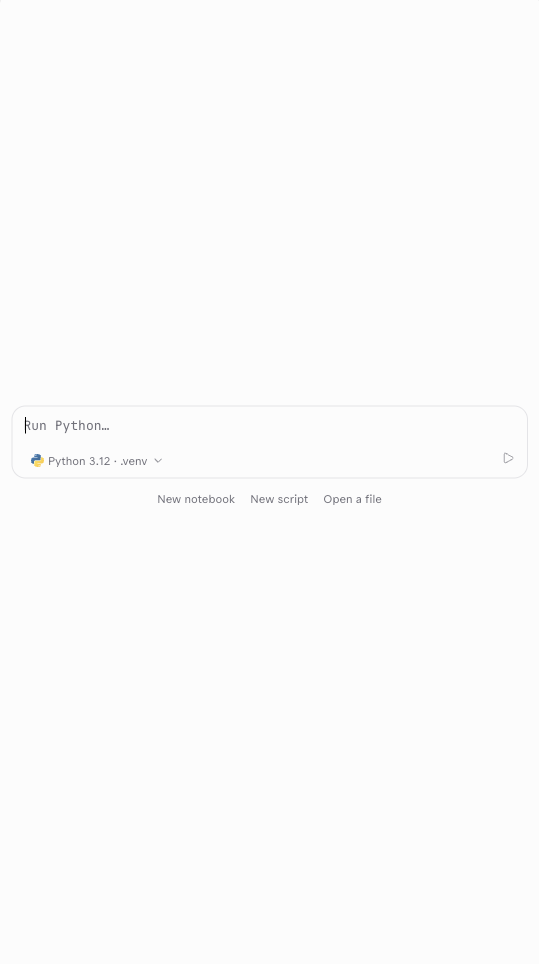 Run Python…
Python 3.12 · .venv
New notebook New script Open a file